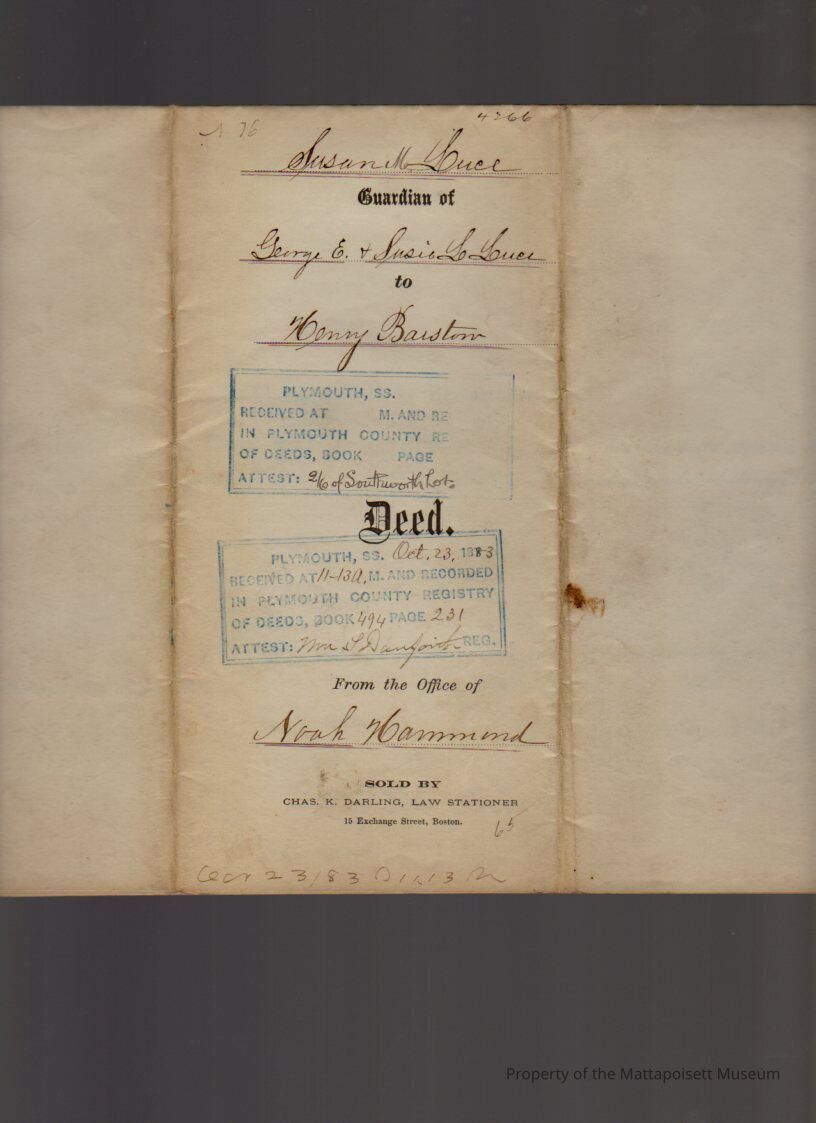 76
4266
Susan M. Luce
Guardian of
George E. & Susie L Luce
to
Henry Barstow
PLYMOUTH, SS.
RECEIVED AT M. AND RE
IN PLYMOUTH COUNTY RE
OF DEEDS, BOOK PAGE
ATTEST: 2/6 of Southworth Lot.
Deed.
PLYMOUTH, SS. Oct. 23, 1883
RECEIVED AT 11-13 A, M. AND RECORDED
IN PLYMOUTH COUNTY REGISTRY
OF DEEDS, BOOK 494 PAGE 231
ATTEST: Wm S Danforth REG.
From the Office of
Noah Hammond
SOLD BY
CHAS. K. DARLING, LAW STATIONER
15 Exchange Street, Boston.
65
23/83
Property of the Mattapoisett Museum